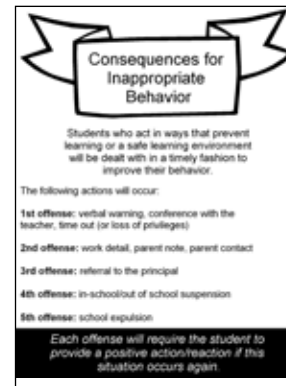 Consequences for
Inappropriate
Behavior
Students who act in ways that prevent
learning or a safe learning environment
will be dealt with in a timely fashion to
improve their behavior.
The following actions will occur:
1st offense: verbal warning, conference with the
teacher, time out (or loss of privileges)
2nd offense: work detail, parent note, parent contact
3rd offense: referral to the principal
4th offense: in-school/out of school suspension
5th offense: school expulsion
Each offense will require the student to
provide a positive action/reaction if this
situation occurs again.